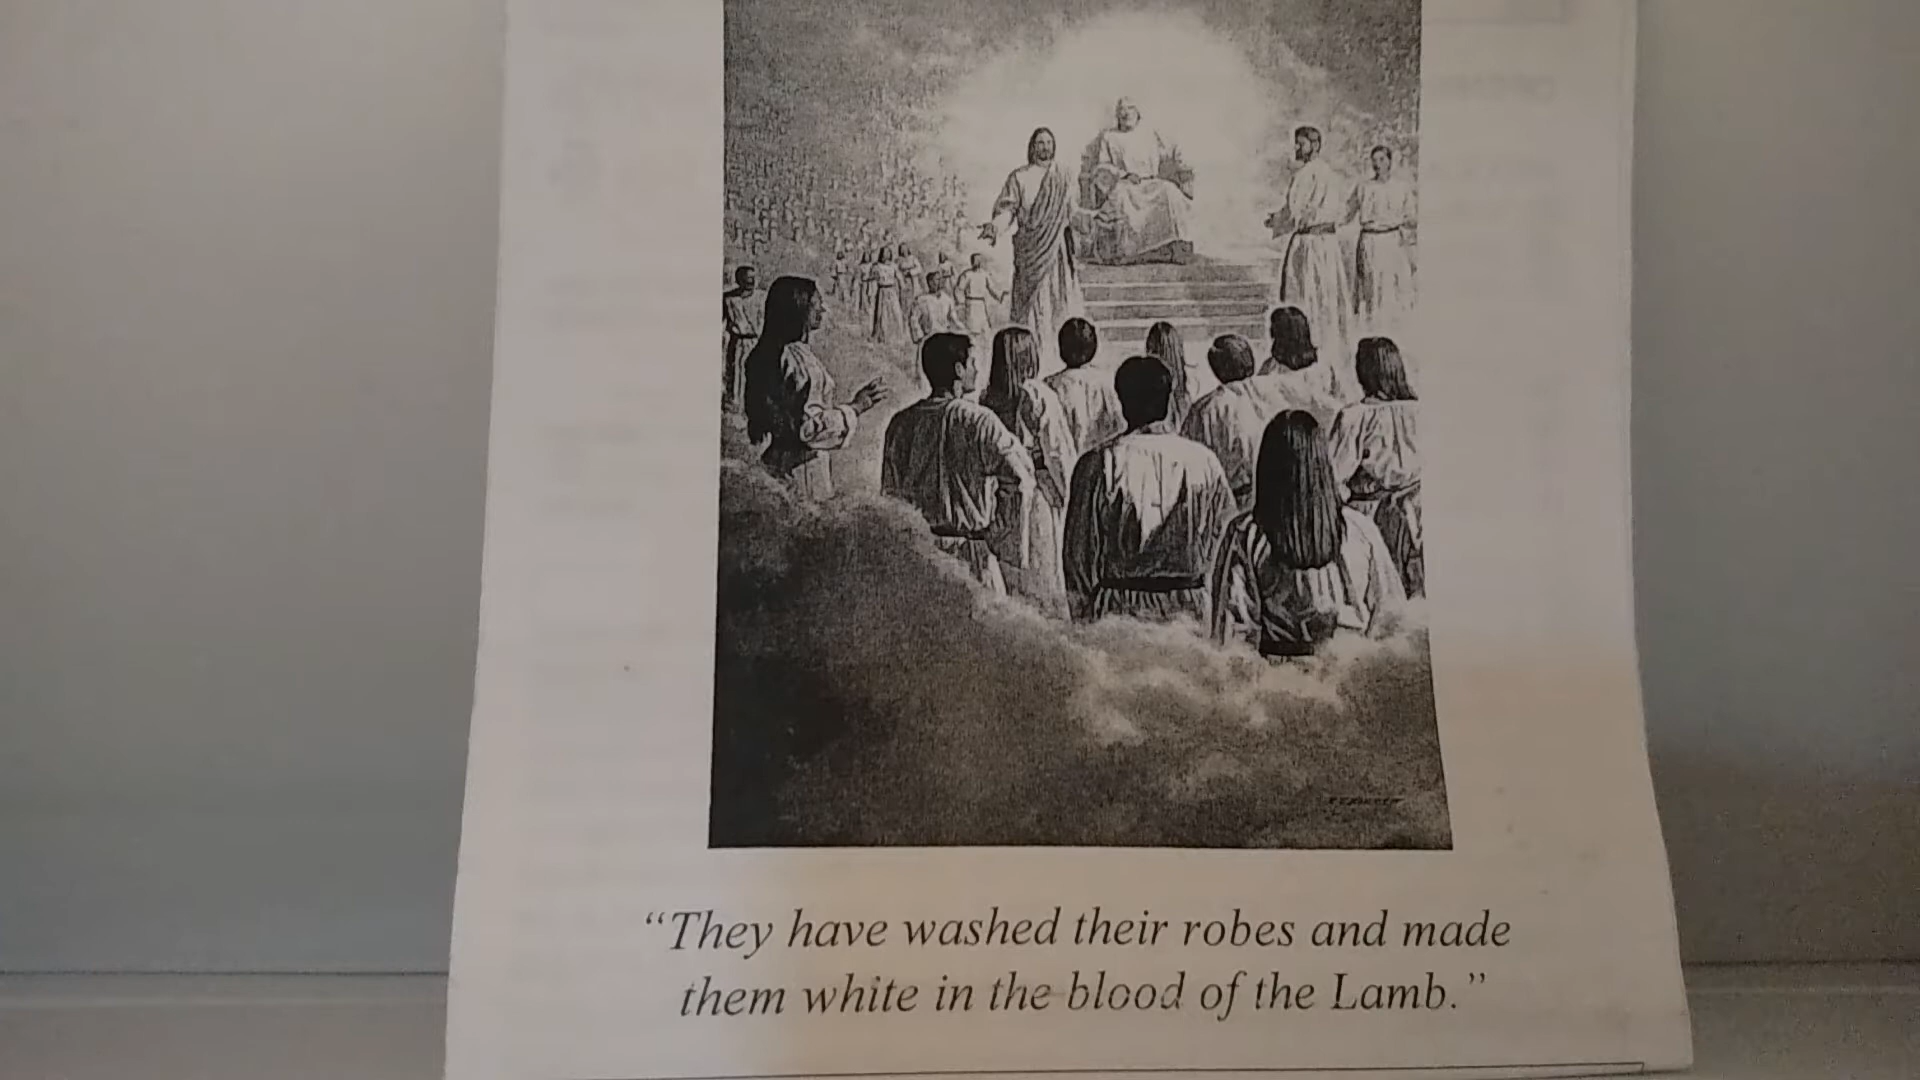 “They have washed their robes and made
them white in the blood of the Lamb.”